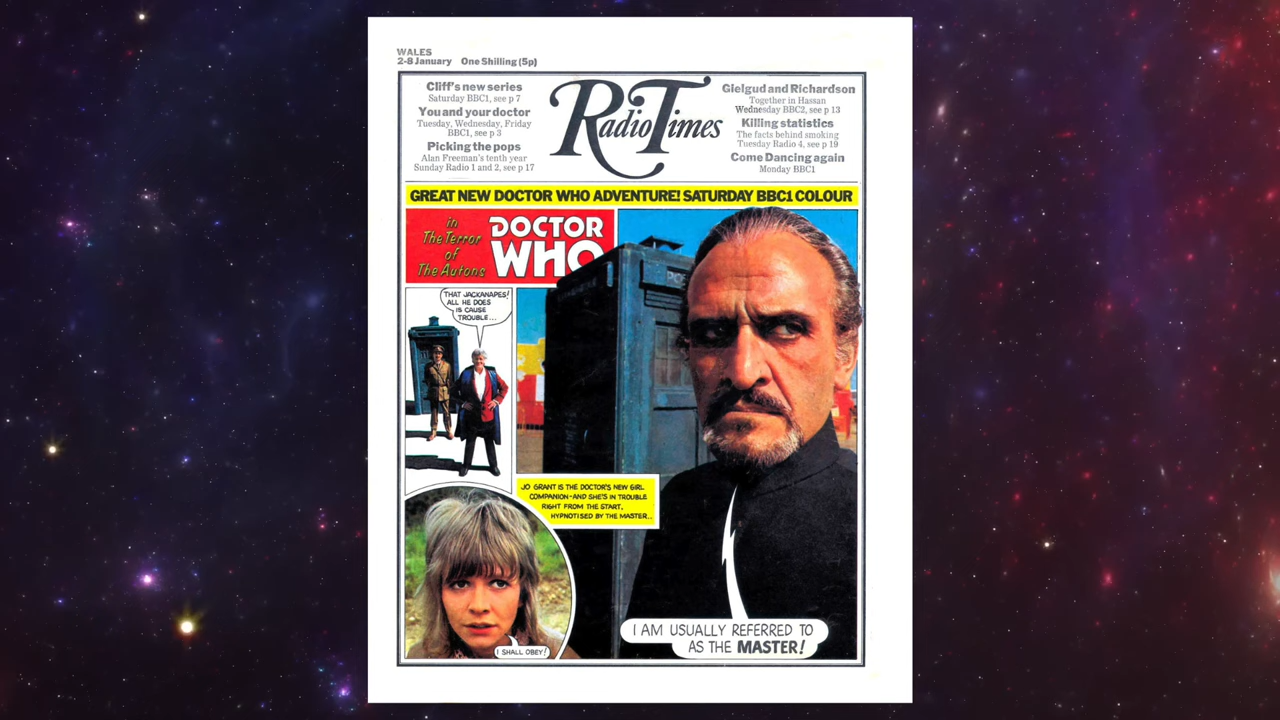 WALES
2-8 January One Shilling (5p)
Cliff's new series
Saturday BBC1, see p 7
You and your doctor
Tuesday, Wednesday, Friday
BBC1, see p 3
Picking the pops
Alan Freeman's tenth year
Sunday Radio 1 and 2, see p 17
Radio Times
Gielgud and Richardson
Together in Hassan
Wednesday BBC2, see p 13
Killing statistics
The facts behind smoking
Tuesday Radio 4, see p 19
Come Dancing again
Monday BBC1
GREAT NEW DOCTOR WHO ADVENTURE! SATURDAY BBC1 COLOUR
in
The Terror
of
The Autons
DOCTOR
WHO
PO
THAT JACKANAPES!
ALL HE DOES
IS CAUSE
TROUBLE...
JO GRANT IS THE DOCTOR'S NEW GIRL
COMPANION-AND SHE'S IN TROUBLE
RIGHT FROM THE START,
HYPNOTISED BY THE MASTER...
I SHALL OBEY!
I AM USUALLY REFERRED TO
AS THE MASTER!